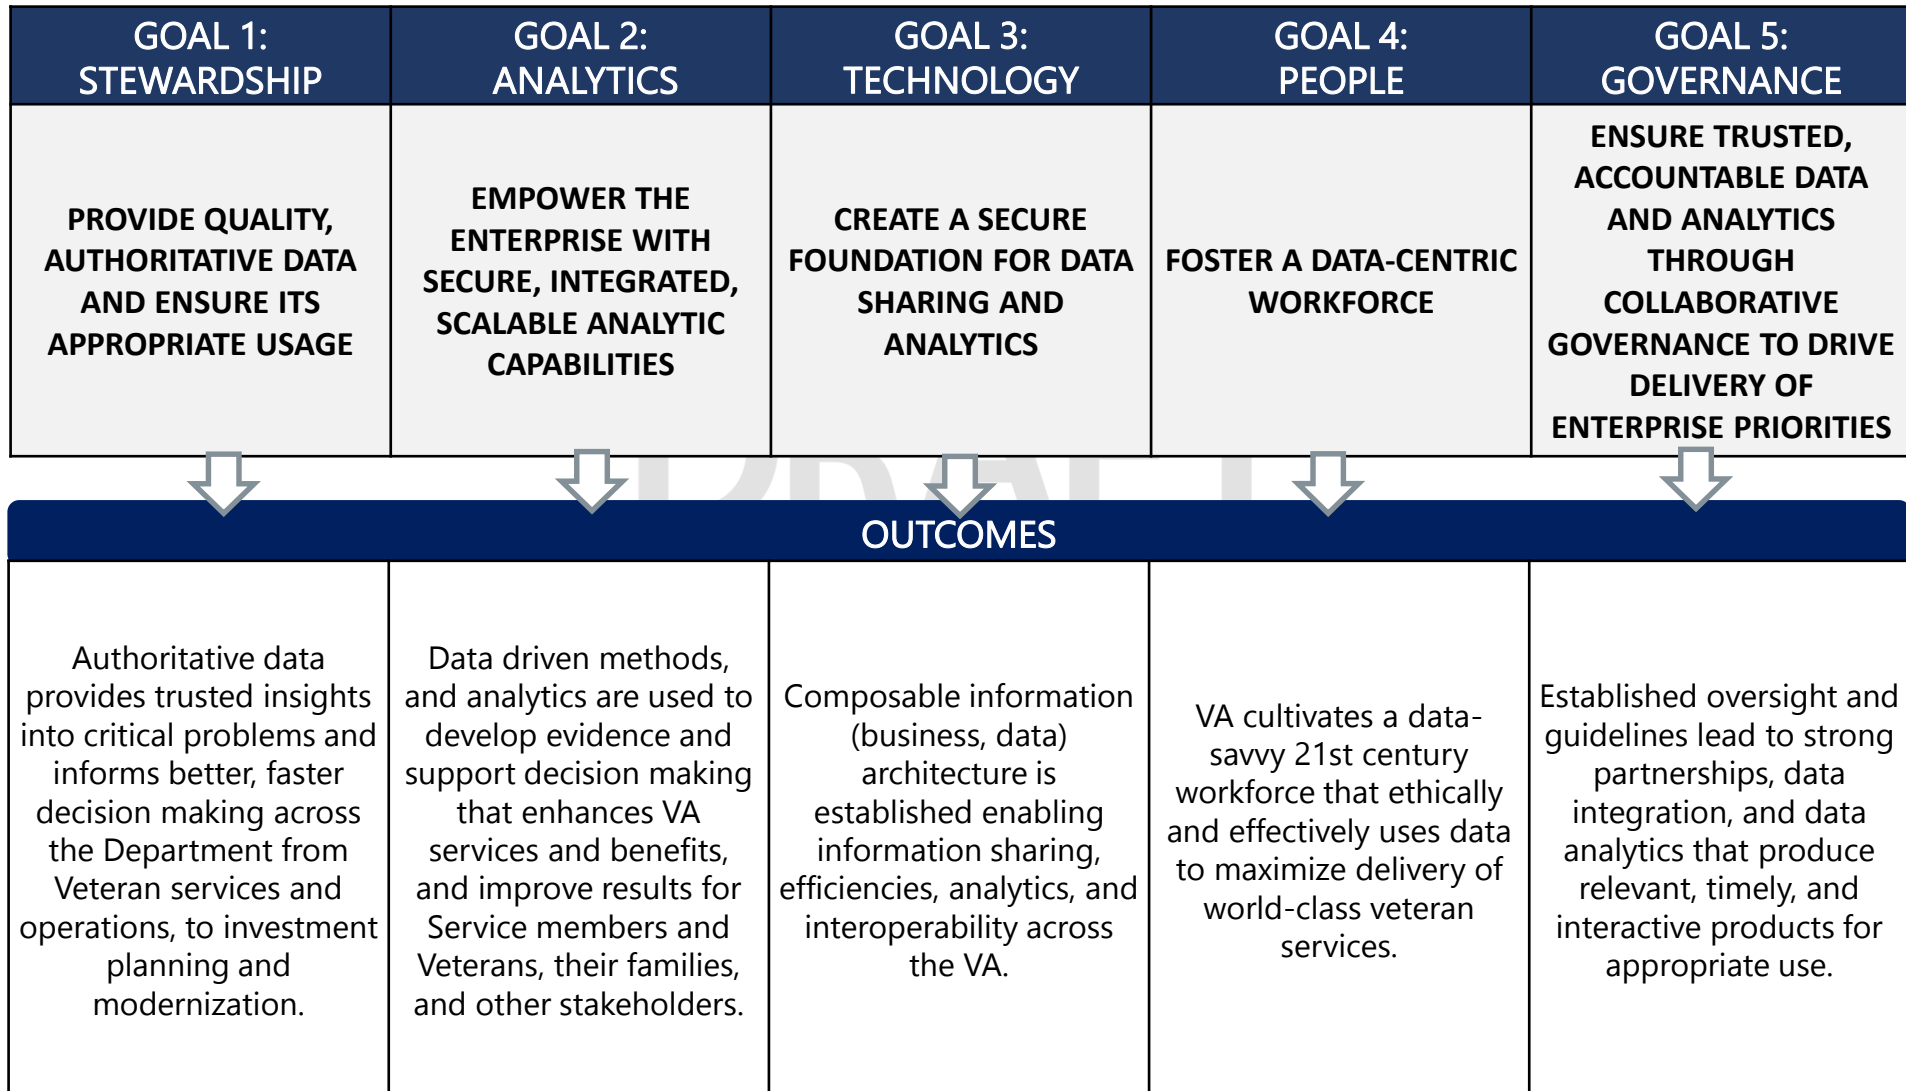 GOAL 1:
STEWARDSHIP
GOAL 2:
ANALYTICS
GOAL 3:
TECHNOLOGY
GOAL 4:
PEOPLE
GOAL 5:
GOVERNANCE
PROVIDE QUALITY,
AUTHORITATIVE DATA
AND ENSURE ITS
APPROPRIATE USAGE
EMPOWER THE
ENTERPRISE WITH
SECURE, INTEGRATED,
SCALABLE ANALYTIC
CAPABILITIES
CREATE A SECURE
FOUNDATION FOR DATA
SHARING AND
ANALYTICS
FOSTER A DATA-CENTRIC
WORKFORCE
ENSURE TRUSTED,
ACCOUNTABLE DATA
AND ANALYTICS
THROUGH
COLLABORATIVE
GOVERNANCE TO DRIVE
DELIVERY OF
ENTERPRISE PRIORITIES
DRAFT
OUTCOMES
Authoritative data
provides trusted insights
into critical problems and
informs better, faster
decision making across
the Department from
Veteran services and
operations, to investment
planning and
modernization.
Data driven methods,
and analytics are used to
develop evidence and
support decision making
that enhances VA
services and benefits,
and improve results for
Service members and
Veterans, their families,
and other stakeholders.
Composable information
(business, data)
architecture is
established enabling
information sharing,
efficiencies, analytics, and
interoperability across
the VA.
VA cultivates a data-
savvy 21st century
workforce that ethically
and effectively uses data
to maximize delivery of
world-class veteran
services.
Established oversight and
guidelines lead to strong
partnerships, data
integration, and data
analytics that produce
relevant, timely, and
interactive products for
appropriate use.